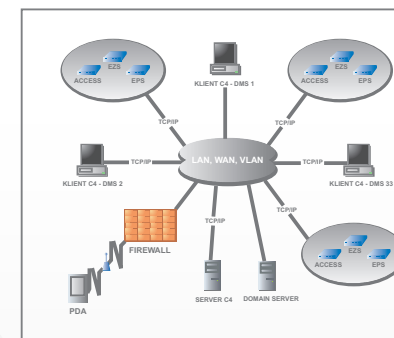 EZS
ACCESS EPS
KLIENT C4 - DMS 1
EZS
ACCESS EPS
TCP/IP
TCP/IP
KLIENT C4 - DMS 2
TCP/IP
LAN, WAN, VLAN
TCP/IP
KLIENT C4 - DMS 33
FIREWALL
TCP/IP
TCP/IP
EZS
ACCESS EPS
PDA
SERVER C4
DOMAIN SERVER